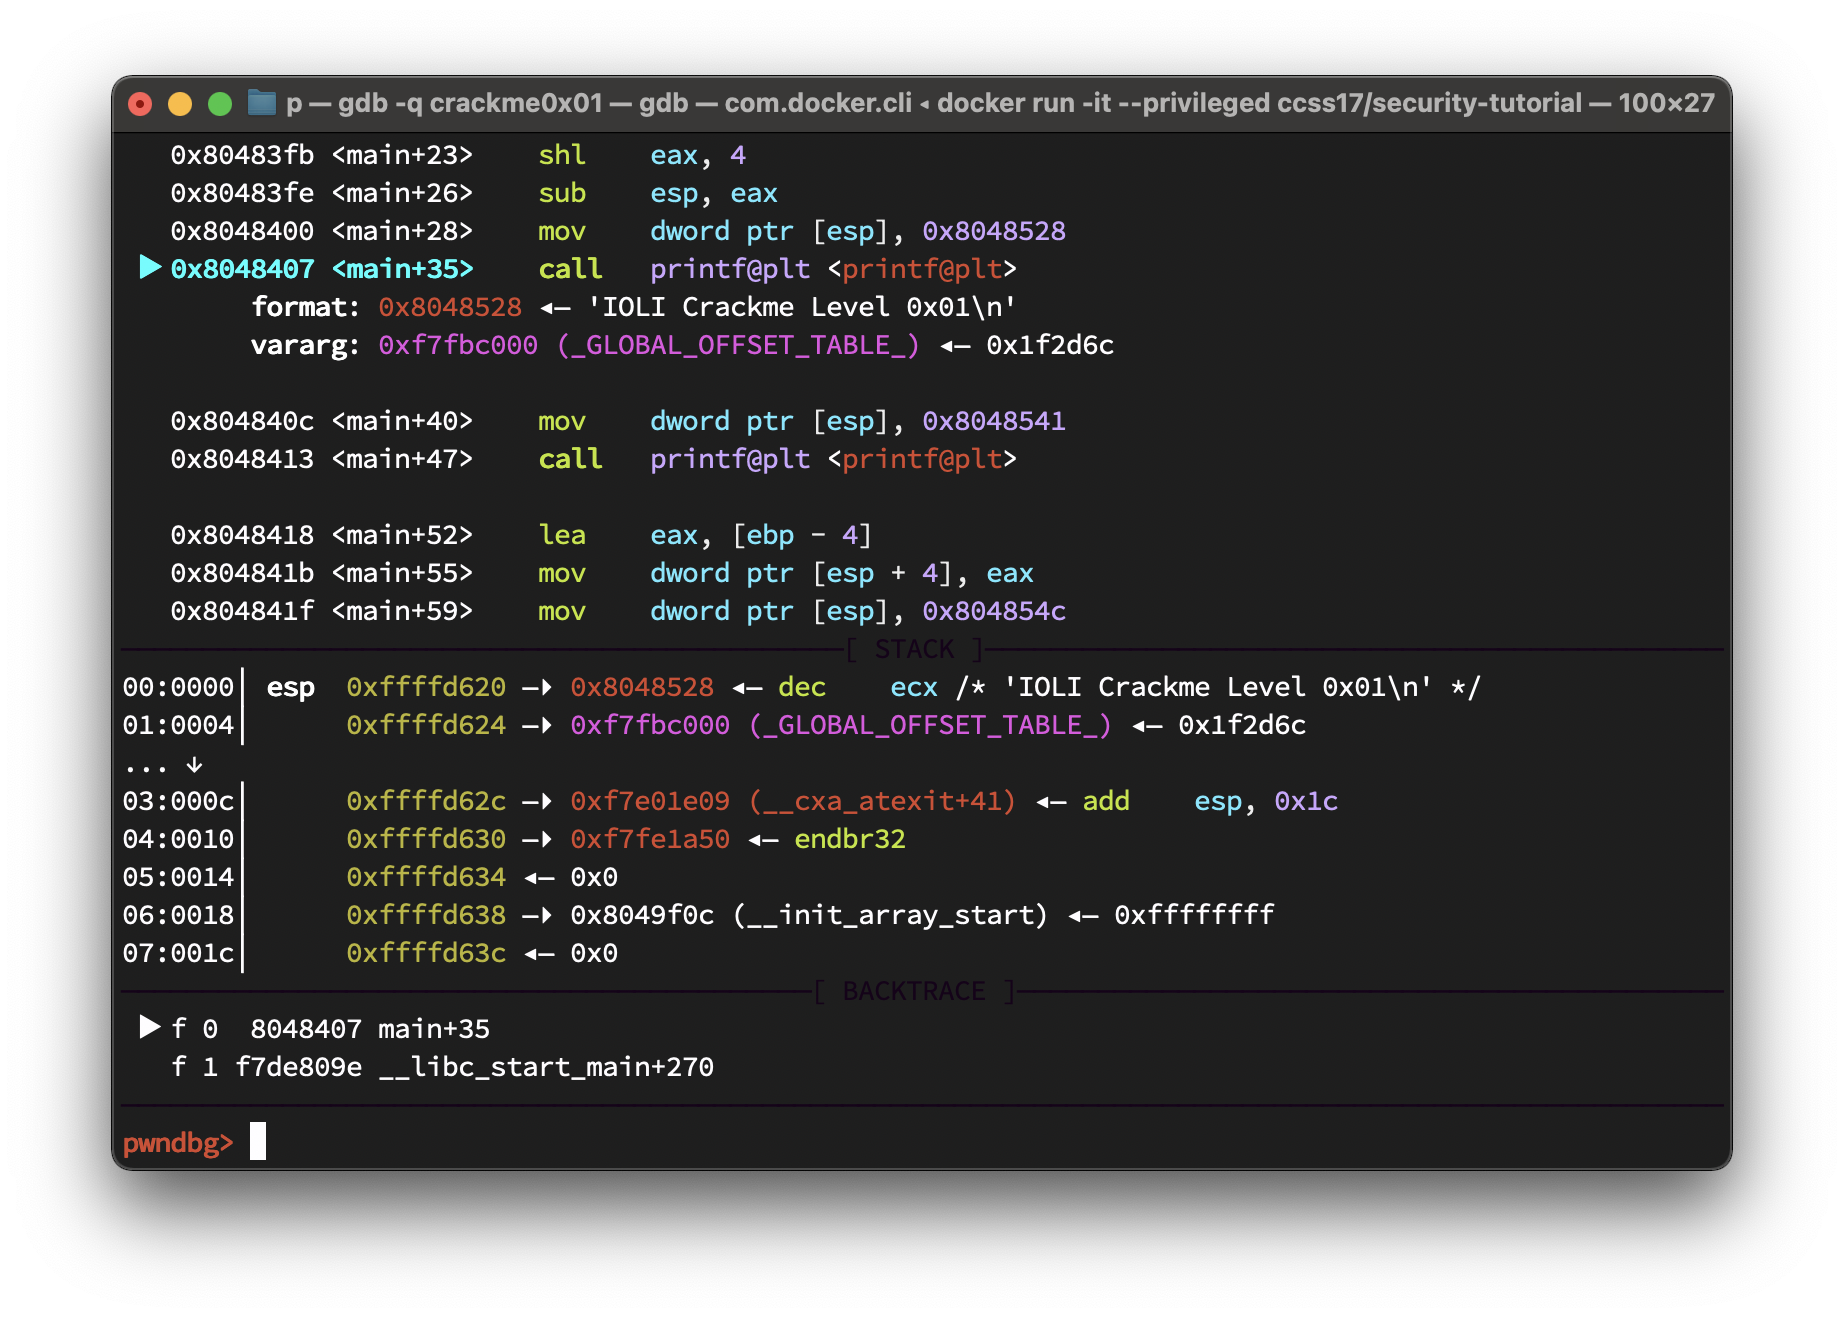 p — gdb -q crackme0x01 — gdb — com.docker.cli ◂ docker run -it --privileged ccss17/security-tutorial — 100×27
0x80483fb <main+23>    shl    eax, 4
0x80483fe <main+26>    sub    esp, eax
0x8048400 <main+28>    mov    dword ptr [esp], 0x8048528
► 0x8048407 <main+35>    call   printf@plt <printf@plt>
format: 0x8048528 ◂— 'IOLI Crackme Level 0x01\n'
vararg: 0xf7fbc000 (_GLOBAL_OFFSET_TABLE_) ◂— 0x1f2d6c
0x804840c <main+40>    mov    dword ptr [esp], 0x8048541
0x8048413 <main+47>    call   printf@plt <printf@plt>
0x8048418 <main+52>    lea    eax, [ebp - 4]
0x804841b <main+55>    mov    dword ptr [esp + 4], eax
0x804841f <main+59>    mov    dword ptr [esp], 0x804854c
[ STACK ]
00:0000│ esp  0xffffd620 —▸ 0x8048528 ◂— dec    ecx /* 'IOLI Crackme Level 0x01\n' */
01:0004│      0xffffd624 —▸ 0xf7fbc000 (_GLOBAL_OFFSET_TABLE_) ◂— 0x1f2d6c
... ↓
03:000c│      0xffffd62c —▸ 0xf7e01e09 (__cxa_atexit+41) ◂— add    esp, 0x1c
04:0010│      0xffffd630 —▸ 0xf7fe1a50 ◂— endbr32
05:0014│      0xffffd634 ◂— 0x0
06:0018│      0xffffd638 —▸ 0x8049f0c (__init_array_start) ◂— 0xffffffff
07:001c│      0xffffd63c ◂— 0x0
[ BACKTRACE ]
► f 0  8048407 main+35
f 1 f7de809e __libc_start_main+270
pwndbg>